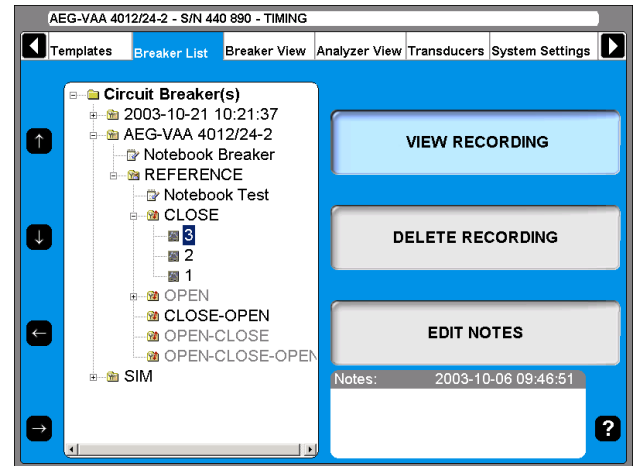 AEG-VAA 4012/24-2 - S/N 440 890 - TIMING
Templates Breaker List Breaker View Analyzer View Transducers System Settings
Circuit Breaker(s)
2003-10-21 10:21:37
AEG-VAA 4012/24-2
Notebook Breaker
REFERENCE
Notebook Test
CLOSE
3
2
1
OPEN
CLOSE-OPEN
OPEN-CLOSE
OPEN-CLOSE-OPEN
SIM
VIEW RECORDING
DELETE RECORDING
EDIT NOTES
Notes: 2003-10-06 09:46:51
?